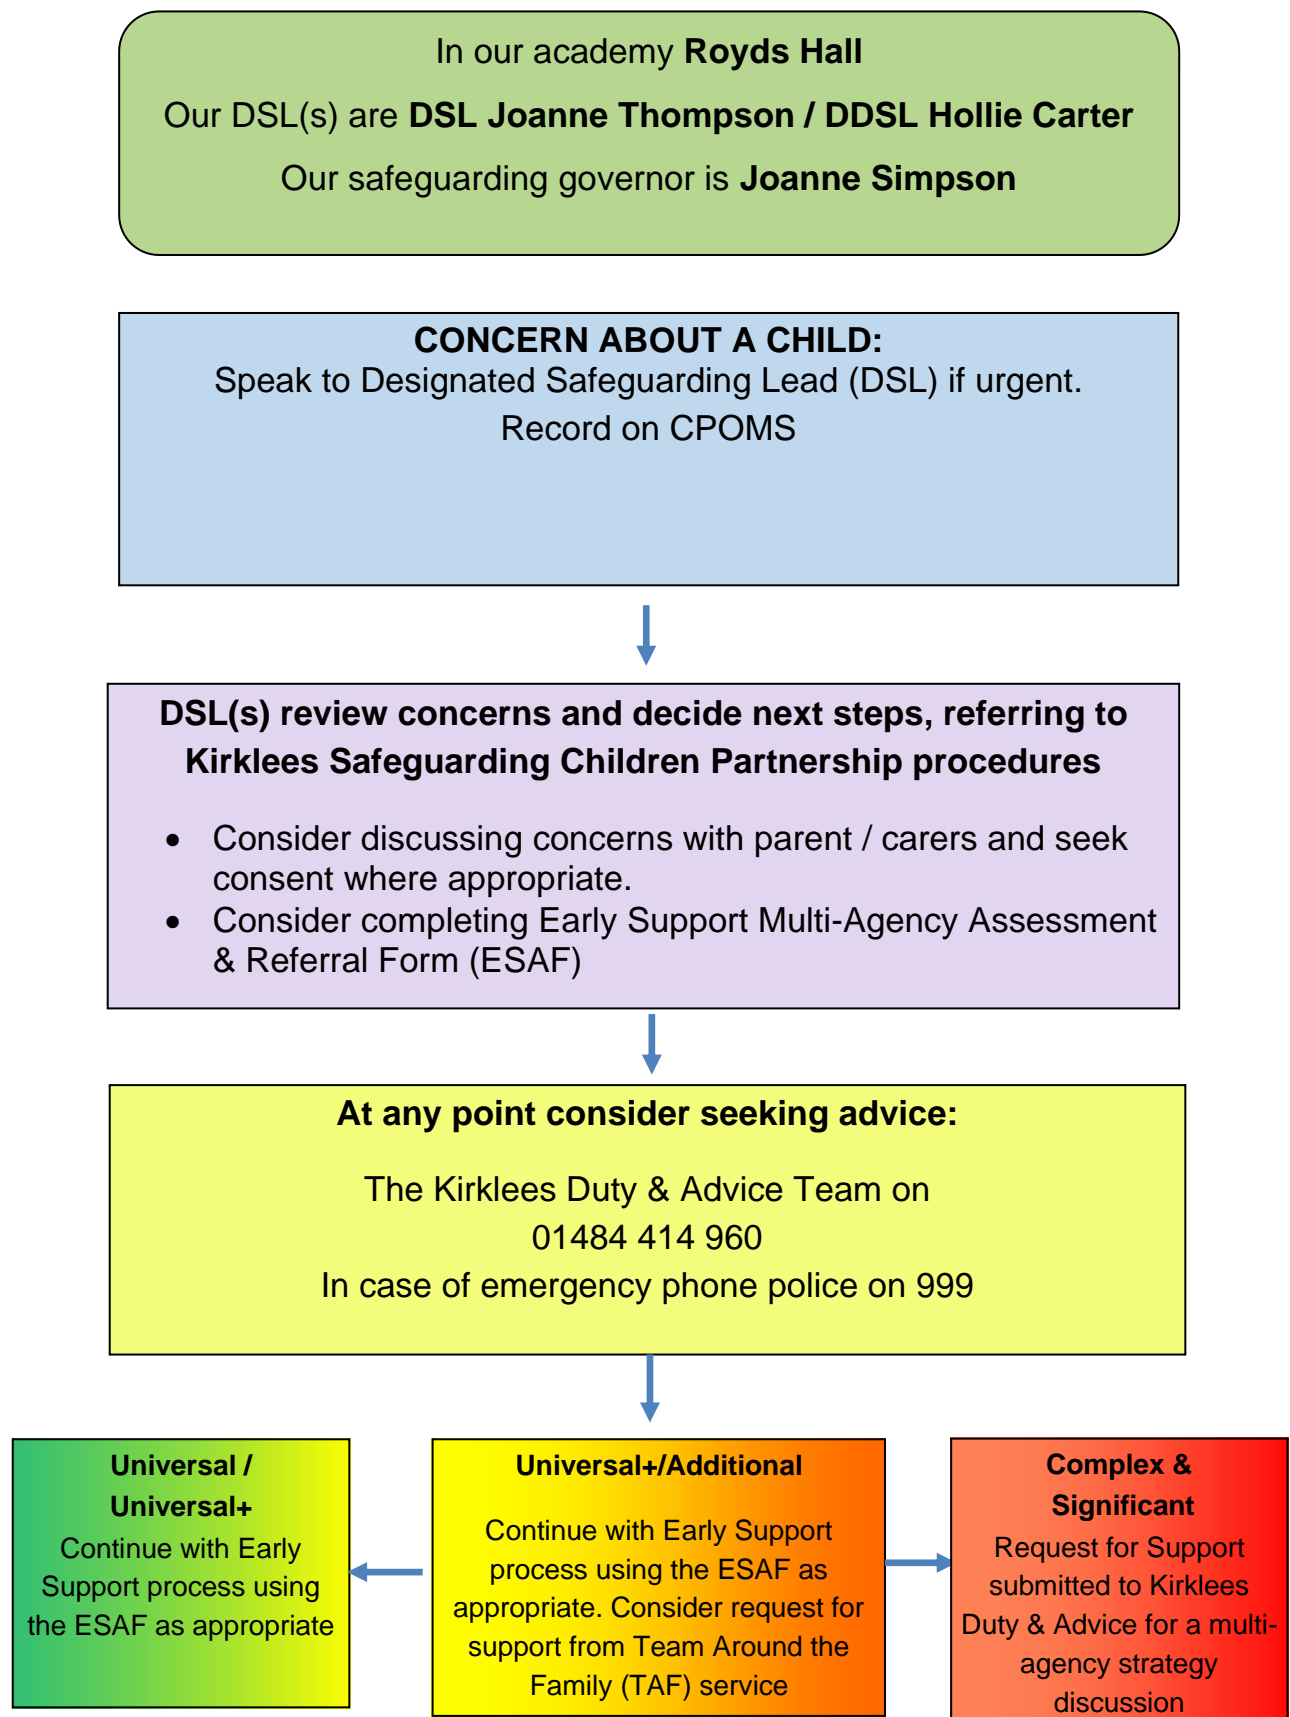 In our academy Royds Hall
Our DSL(s) are DSL Joanne Thompson / DDSL Hollie Carter
Our safeguarding governor is Joanne Simpson
CONCERN ABOUT A CHILD:
Speak to Designated Safeguarding Lead (DSL) if urgent.
Record on CPOMS
DSL(s) review concerns and decide next steps, referring to
Kirklees Safeguarding Children Partnership procedures
• Consider discussing concerns with parent / carers and seek
consent where appropriate.
• Consider completing Early Support Multi-Agency Assessment
& Referral Form (ESAF)
At any point consider seeking advice:
The Kirklees Duty & Advice Team on
01484 414 960
In case of emergency phone police on 999
Universal /
Universal+
Continue with Early
Support process using
the ESAF as appropriate
Universal+/Additional
Continue with Early Support
process using the ESAF as
appropriate. Consider request for
support from Team Around the
Family (TAF) service
Complex &
Significant
Request for Support
submitted to Kirklees
Duty & Advice for a multi-
agency strategy
discussion